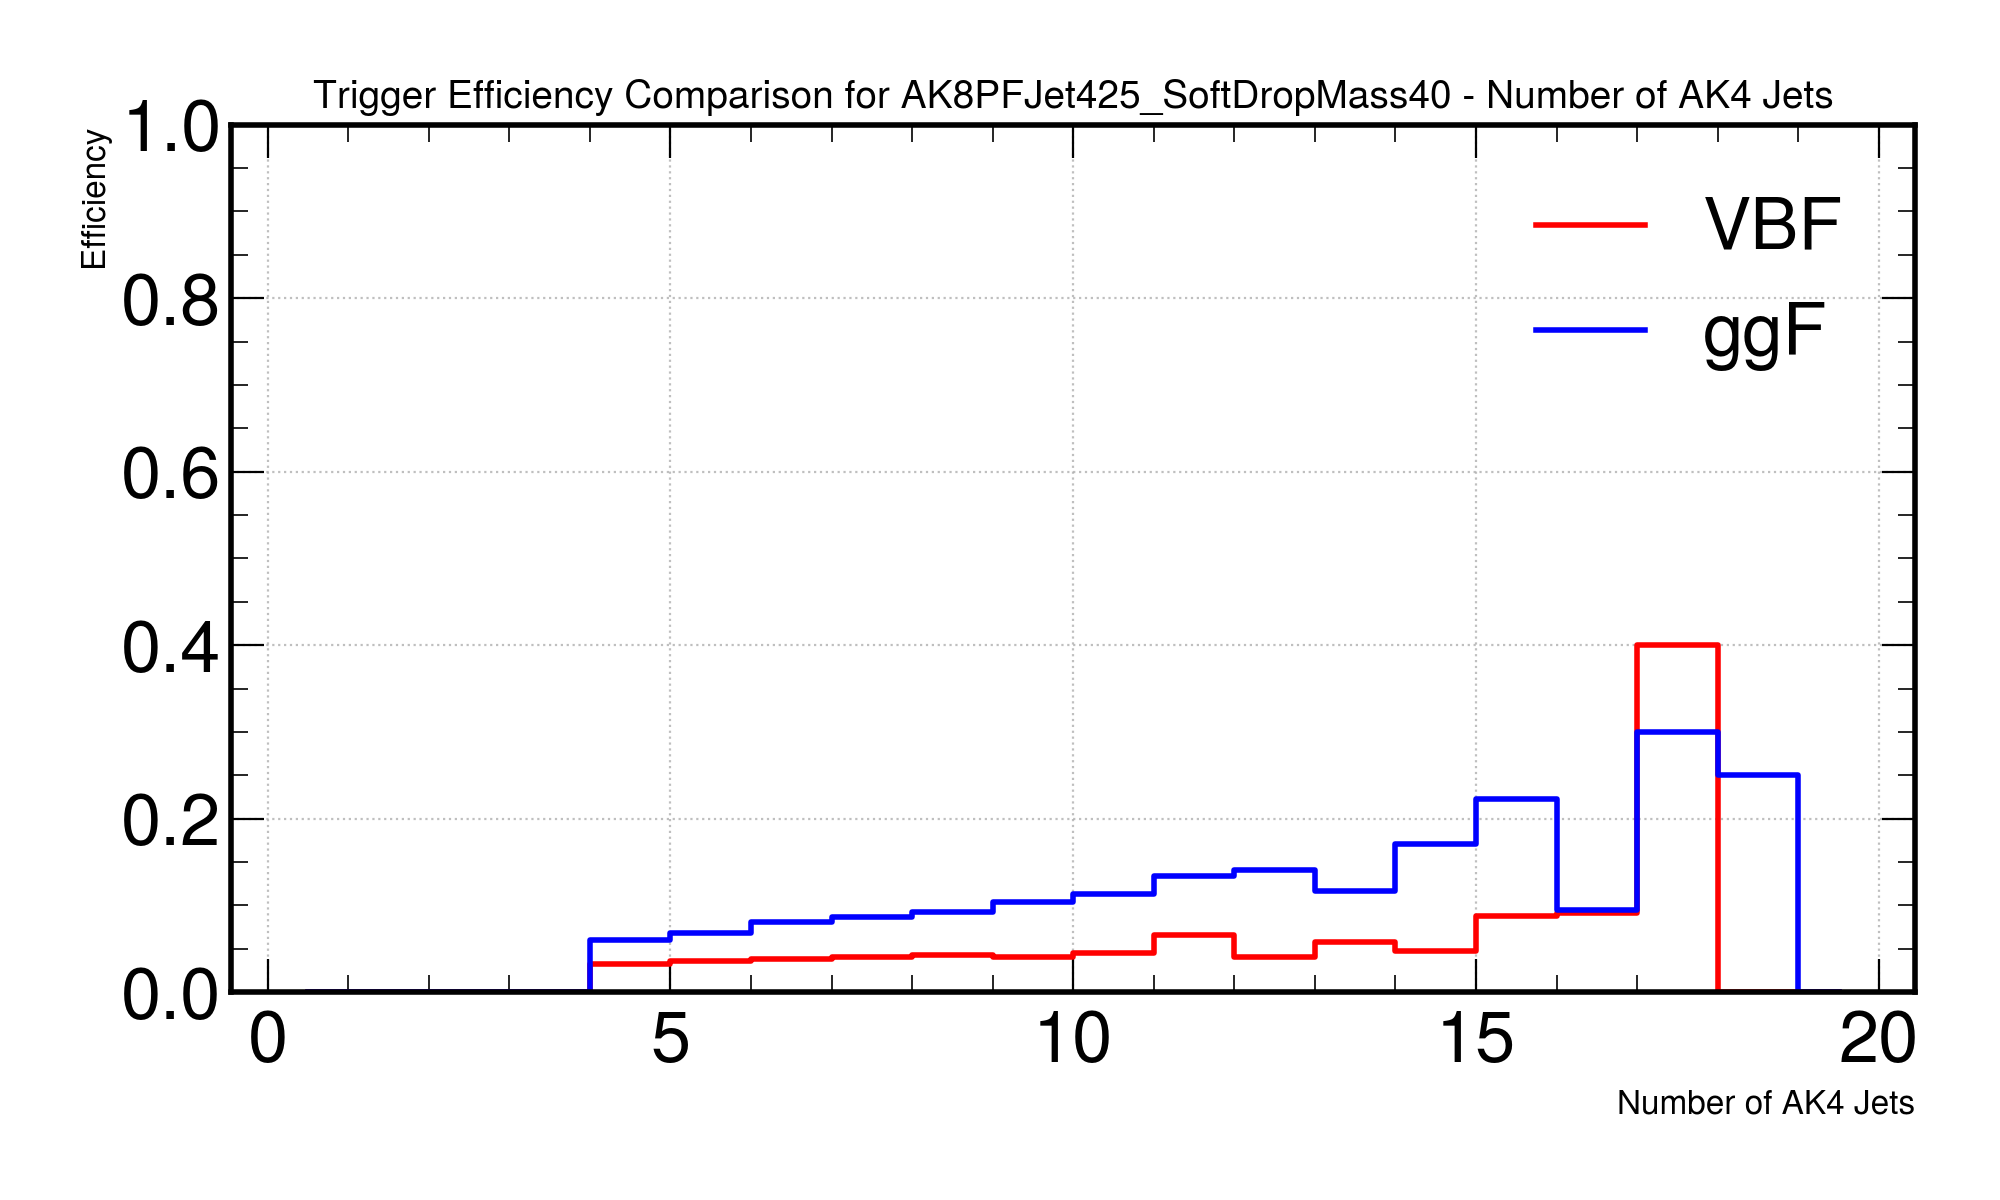 Trigger Efficiency Comparison for AK8PFJet425_SoftDropMass40 - Number of AK4 Jets
Efficiency
1.0
0.8
0.6
0.4
0.2
0.0
VBF
ggF
0 5 10 15 20
Number of AK4 Jets